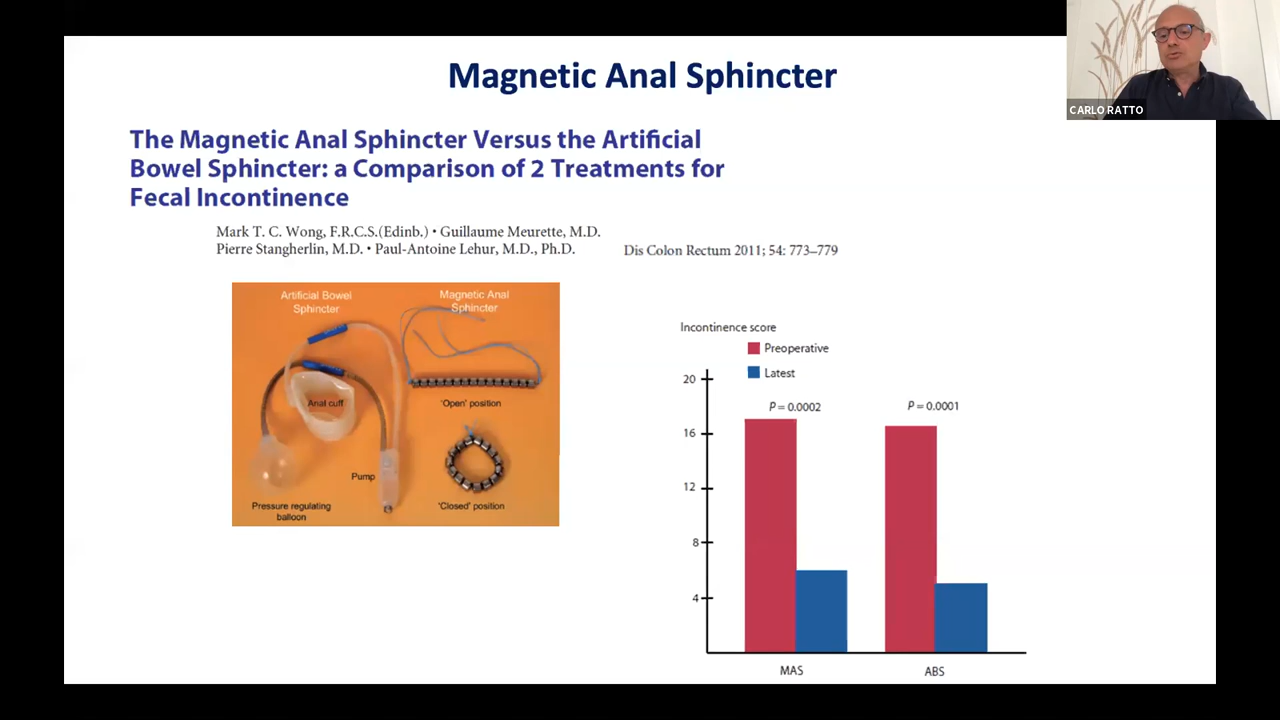 Magnetic Anal Sphincter
CARLO RATTO
The Magnetic Anal Sphincter Versus the Artificial
Bowel Sphincter: a Comparison of 2 Treatments for
Fecal Incontinence
Mark T. C. Wong, F.R.C.S.(Edinb.) • Guillaume Meurette, M.D.
Pierre Stangherlin, M.D. • Paul-Antoine Lehur, M.D., Ph.D.
Dis Colon Rectum 2011; 54: 773–779
Artificial Bowel
Sphincter
Magnetic Anal
Sphincter
Anal cuff
'Open' position
Pump
Pressure regulating
balloon
'Closed' position
Incontinence score
Preoperative
Latest
20
16
12
8
4
P = 0.0002
P = 0.0001
MAS
ABS